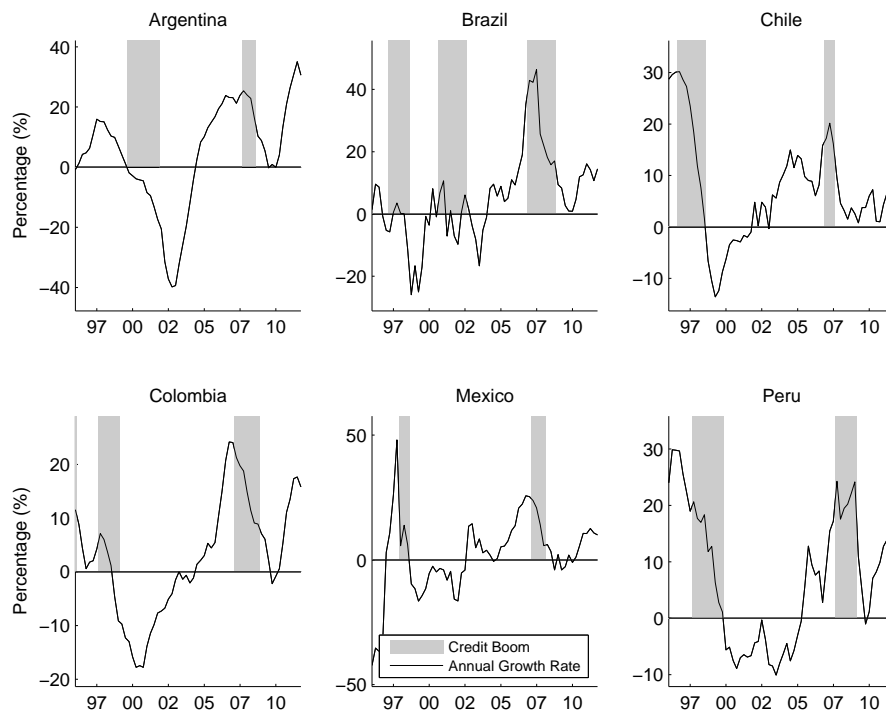 Argentina
Brazil
Chile
Percentage (%)
40
20
0
−20
−40
97 00 02 05 07 10
40
20
0
−20
97 00 02 05 07 10
30
20
10
0
−10
97 00 02 05 07 10
Colombia
Mexico
Peru
Percentage (%)
20
10
0
−10
−20
97 00 02 05 07 10
50
0
−50
Credit Boom
Annual Growth Rate
97 00 02 05 07 10
30
20
10
0
−10
97 00 02 05 07 10